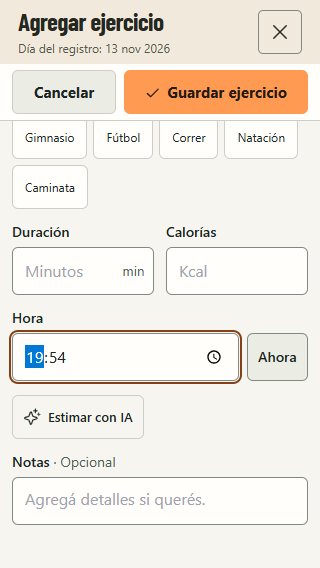 Agregar ejercicio
Día del registro: 13 nov 2026
Cancelar
Guardar ejercicio
Gimnasio
Fútbol
Correr
Natación
Caminata
Duración
Calorías
Minutos
min
Kcal
Hora
19:54
Ahora
Estimar con IA
Notas · Opcional
Agregá detalles si querés.